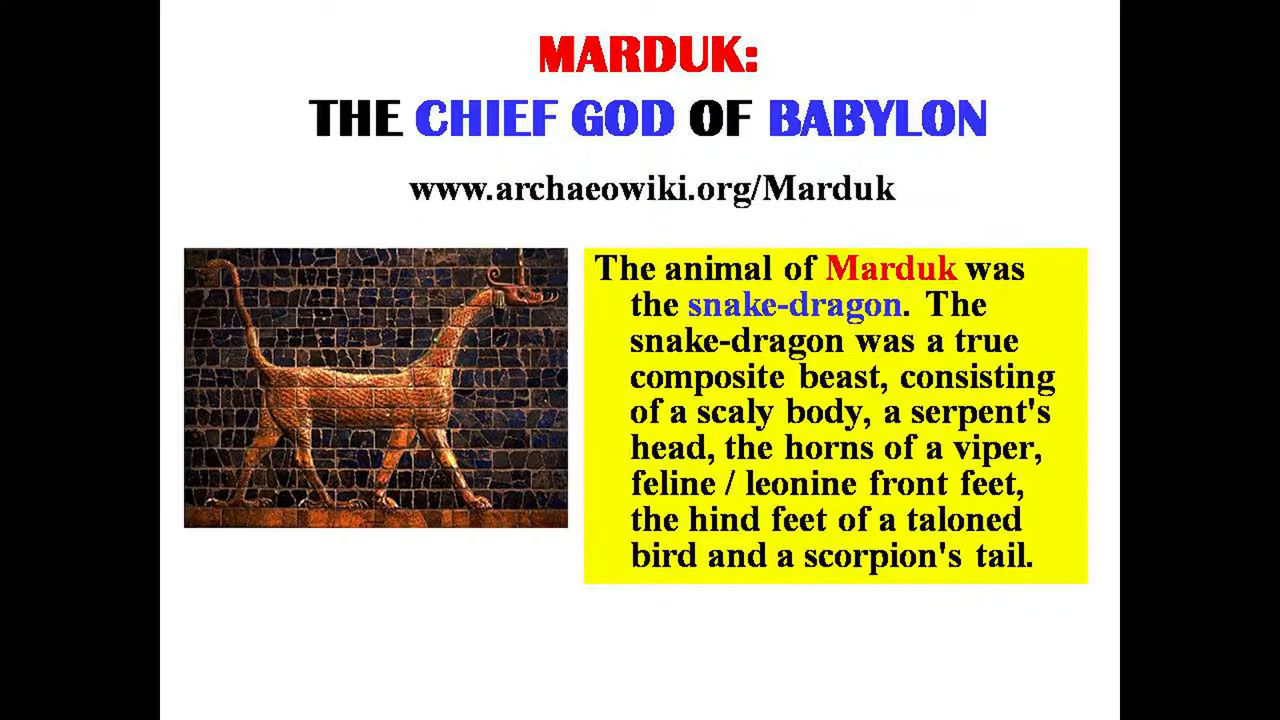 MARDUK:
THE CHIEF GOD OF BABYLON
www.archaeowiki.org/Marduk
The animal of Marduk was
the snake-dragon. The
snake-dragon was a true
composite beast, consisting
of a scaly body, a serpent's
head, the horns of a viper,
feline / leonine front feet,
the hind feet of a taloned
bird and a scorpion's tail.